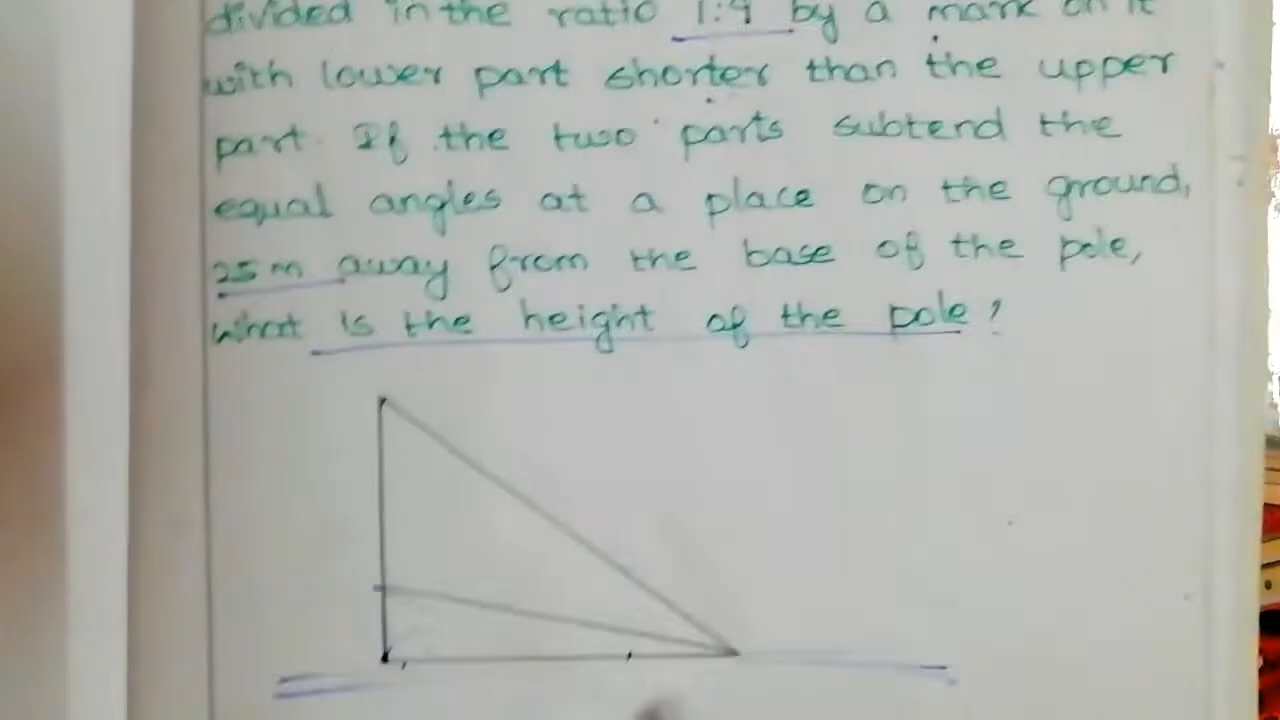 divided in the ratio 1:9 by a mark on it
with lower part shorter than the upper
part. If the two parts subtend the
equal angles at a place on the ground,
25m away from the base of the pole,
what is the height of the pole?